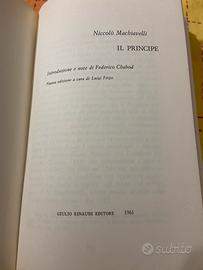 Niccolò Machiavelli
IL PRINCIPE
Introduzione e note di Federico Chabod
Nuova edizione a cura di Luigi Firpo
GIULIO EINAUDI EDITORE 1961
subito